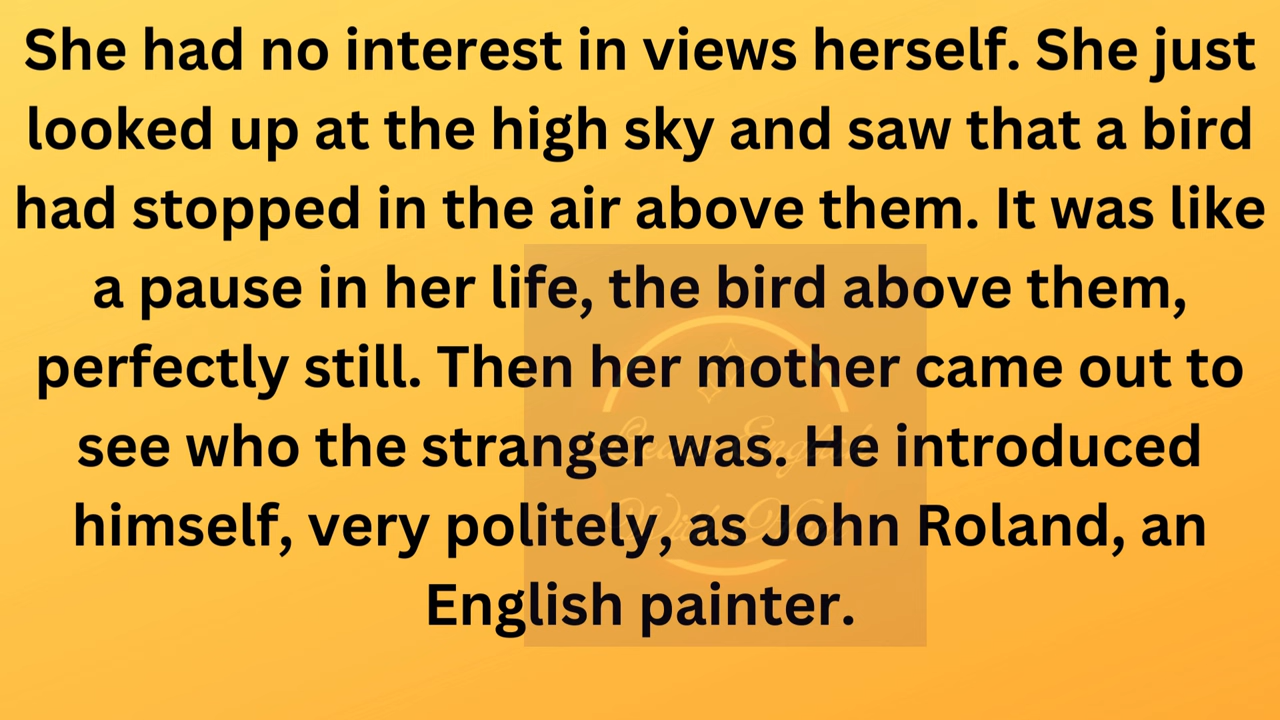 She had no interest in views herself. She just
looked up at the high sky and saw that a bird
had stopped in the air above them. It was like
a pause in her life, the bird above them,
perfectly still. Then her mother came out to
see who the stranger was. He introduced
himself, very politely, as John Roland, an
English painter.
Learn English
With